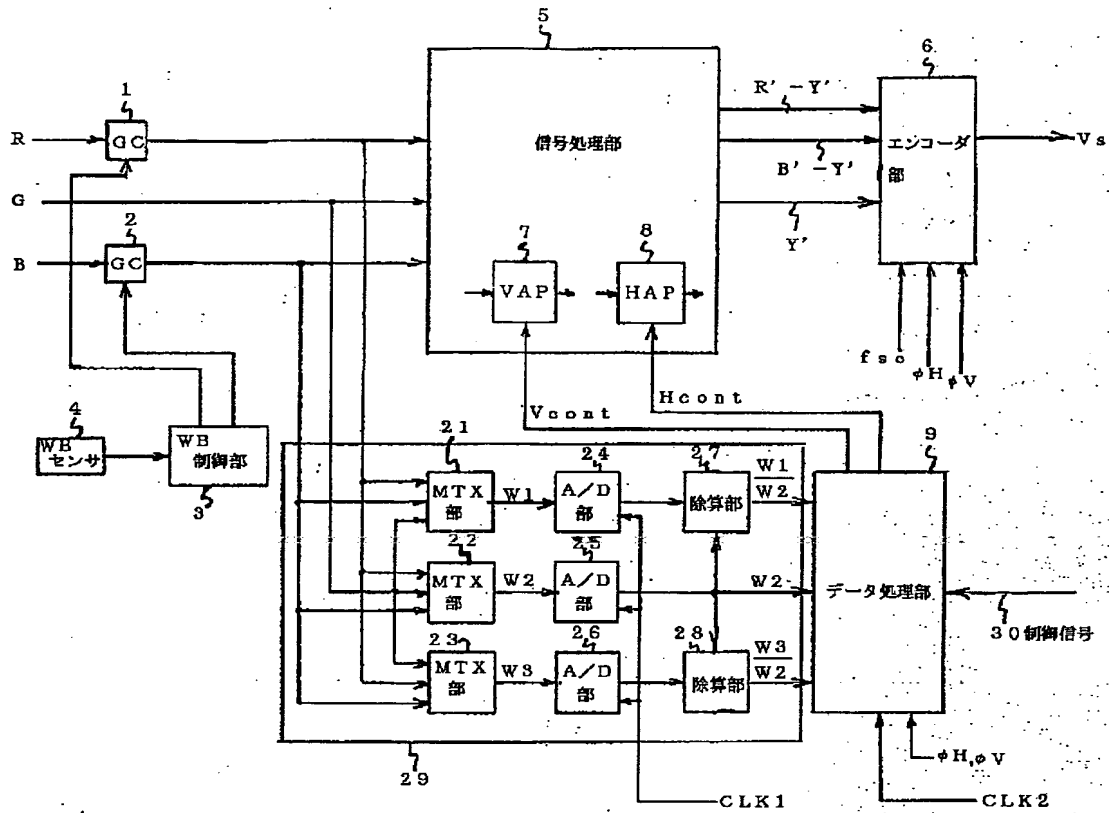 5
6
1
R' －Y'
R
GC
信号処理部
エンコーダ
部
Vs
B' －Y'
G
2
7
8
Y'
B
GC
VAP
HAP
fsc
φH
φV
Hcont
Vcont
4
WB
センサ
WB
制御部
3
21
24
27
9
MTX
部
W1
A/D
部
除算部
W1
W2
22
25
MTX
部
W2
A/D
部
W2
データ処理部
23
26
28
30制御信号
MTX
部
W3
A/D
部
除算部
W3
W2
29
φH,φV
CLK1
CLK2